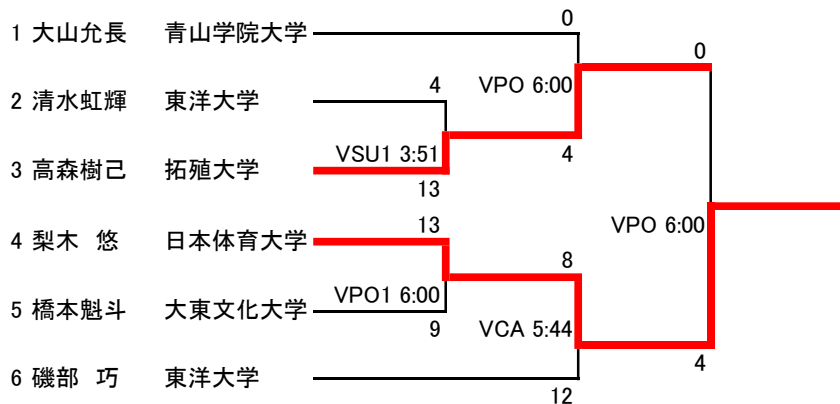 0
1 大山允長 青山学院大学
0
4
VPO 6:00
2 清水虹輝 東洋大学
VSU1 3:51
4
3 高森樹己 拓殖大学
13
13
VPO 6:00
4 梨木 悠 日本体育大学
8
VPO1 6:00
5 橋本魁斗 大東文化大学
9
VCA 5:44
4
6 磯部 巧 東洋大学
12